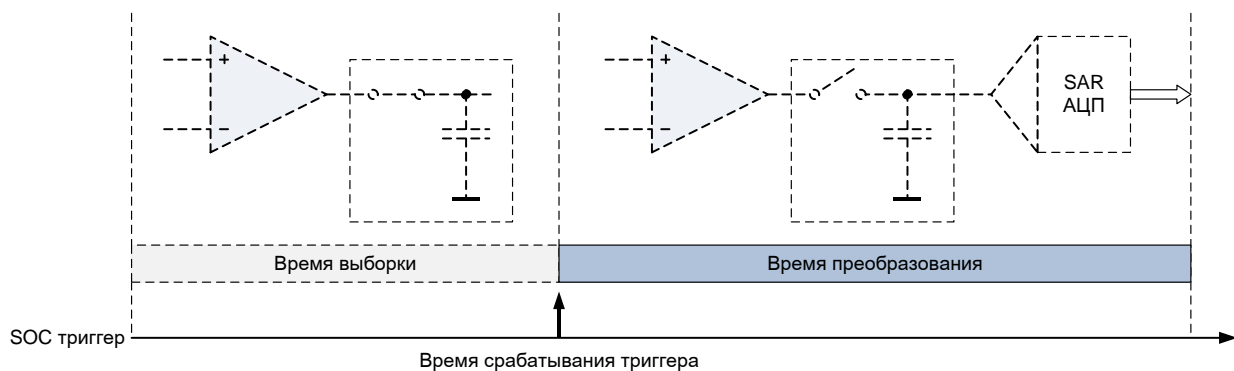 +
+
SAR
АЦП
Время выборки
Время преобразования
SOC триггер
Время срабатывания триггера